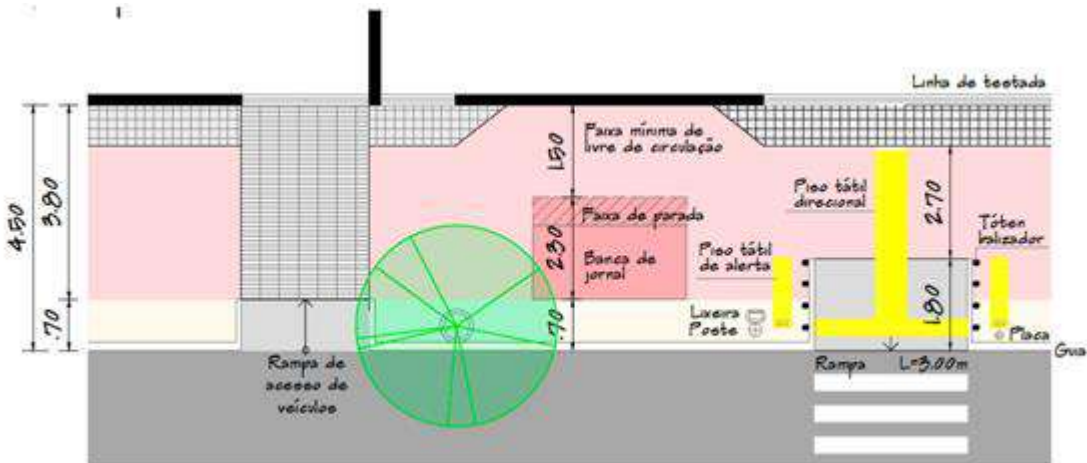 Linha de testada
Faixa mínima de
livre de circulação
1.50
4.50
3.80
Piso tátil
direcional
2.70
Faixa de parada
2.30
Banca de
jornal
Piso tátil
de alerta
Tóten
balizador
.70
.70
Lixeira
Poste
1.80
Placa
Guia
Rampa de
acesso de
veículos
Rampa L=3.00m